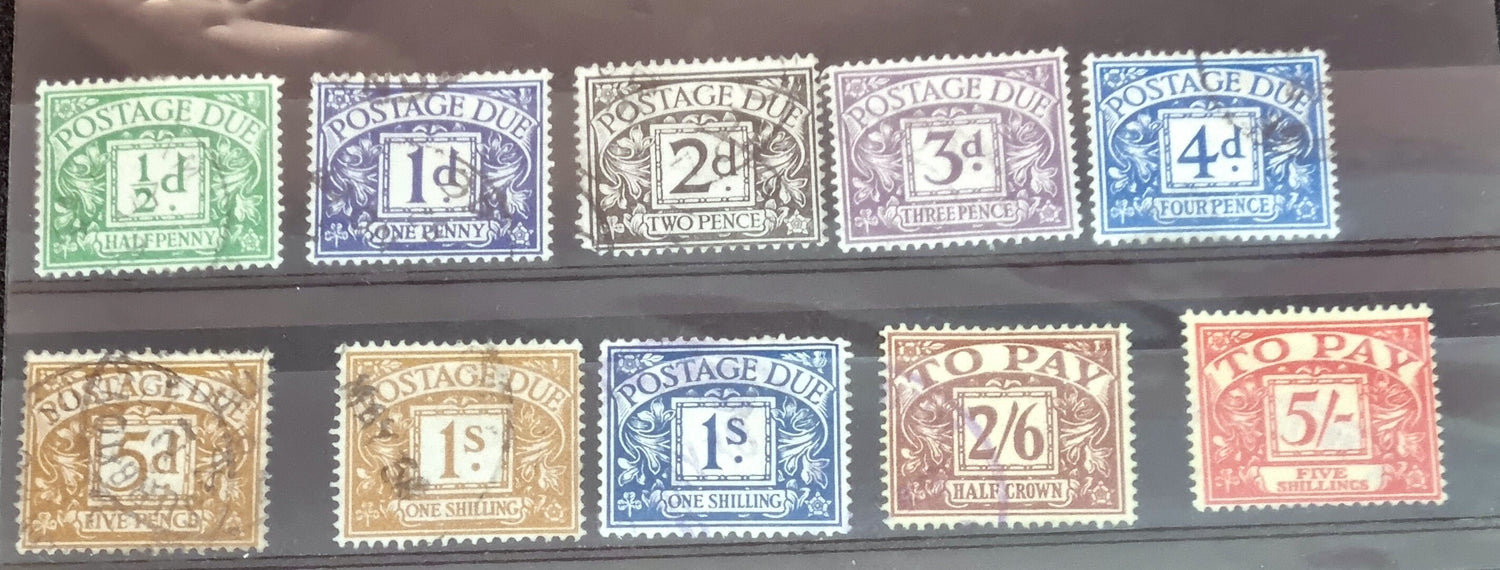 POSTAGE DUE
½d.
HALFPENNY
POSTAGE DUE
1d.
ONE PENNY
POSTAGE DUE
2d.
TWO PENCE
POSTAGE DUE
3d.
THREE PENCE
POSTAGE DUE
4d.
FOUR PENCE
POSTAGE DUE
5d.
FIVE PENCE
POSTAGE DUE
1s.
ONE SHILLING
POSTAGE DUE
1s.
ONE SHILLING
TO PAY
2/6
HALF CROWN
TO PAY
5/-
FIVE
SHILLINGS